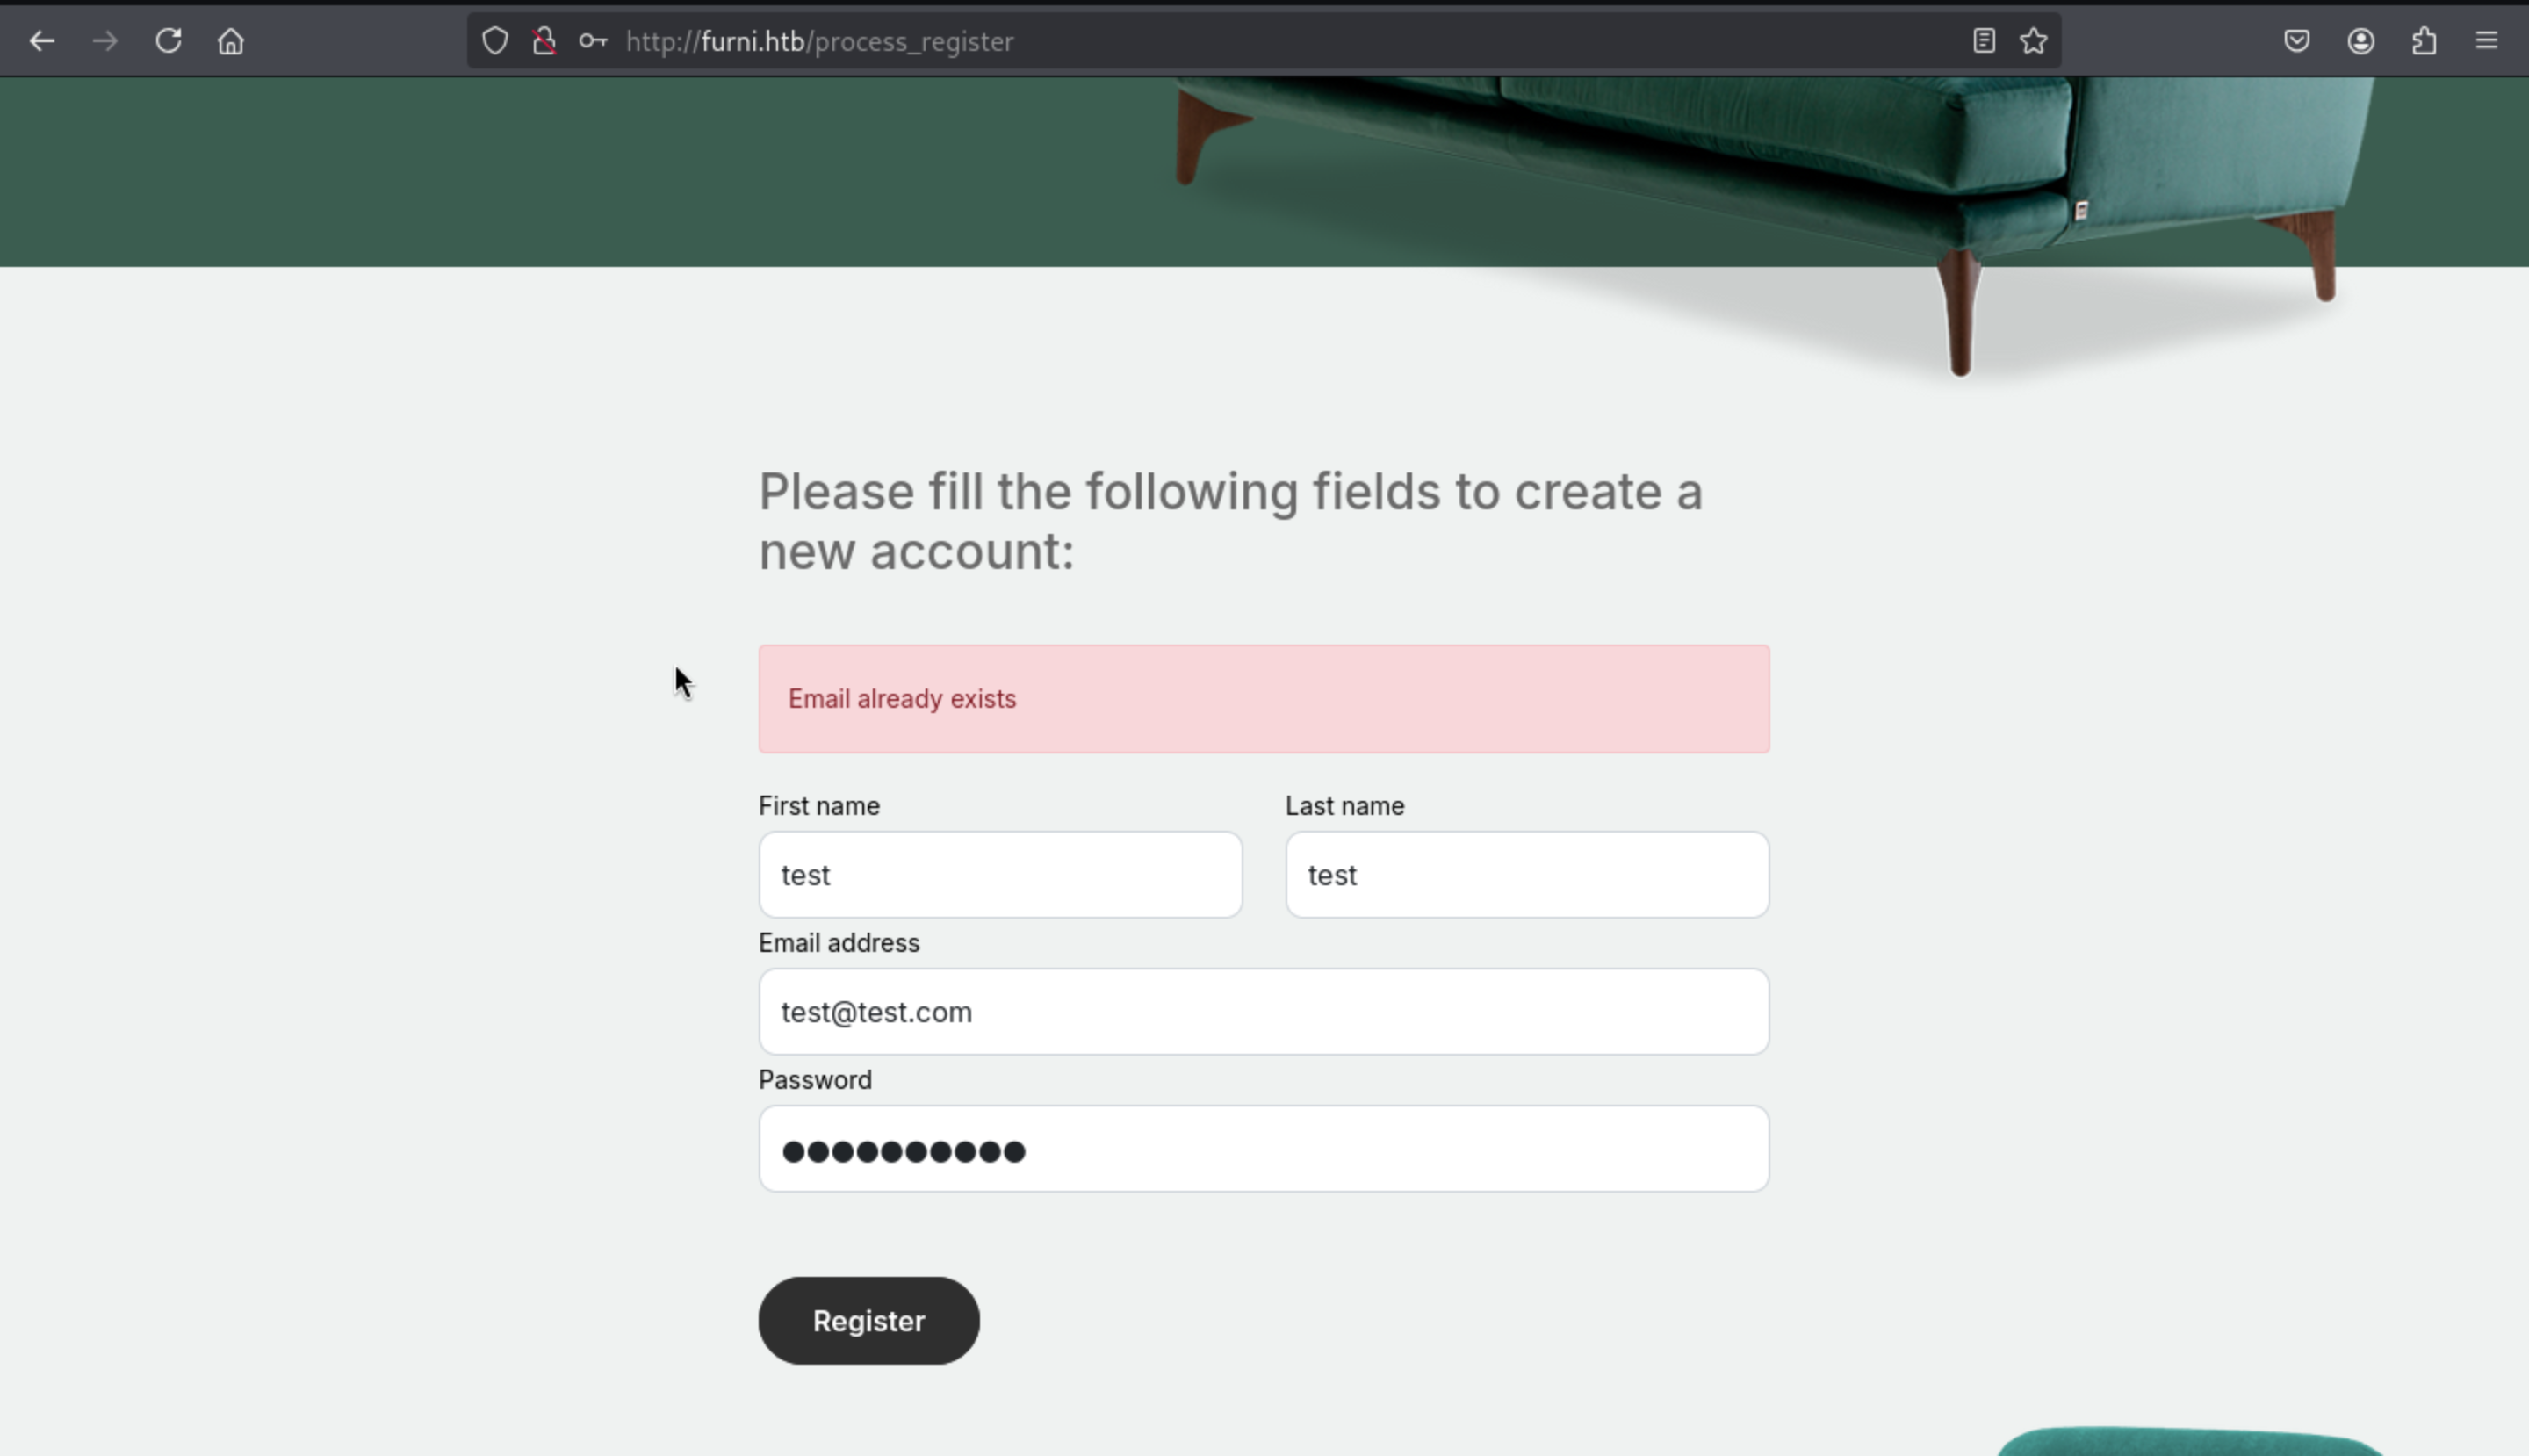 http://furni.htb/process_register
Please fill the following fields to create a
new account:
Email already exists
First name
Last name
test
test
Email address
test@test.com
Password
●●●●●●●●●●
Register